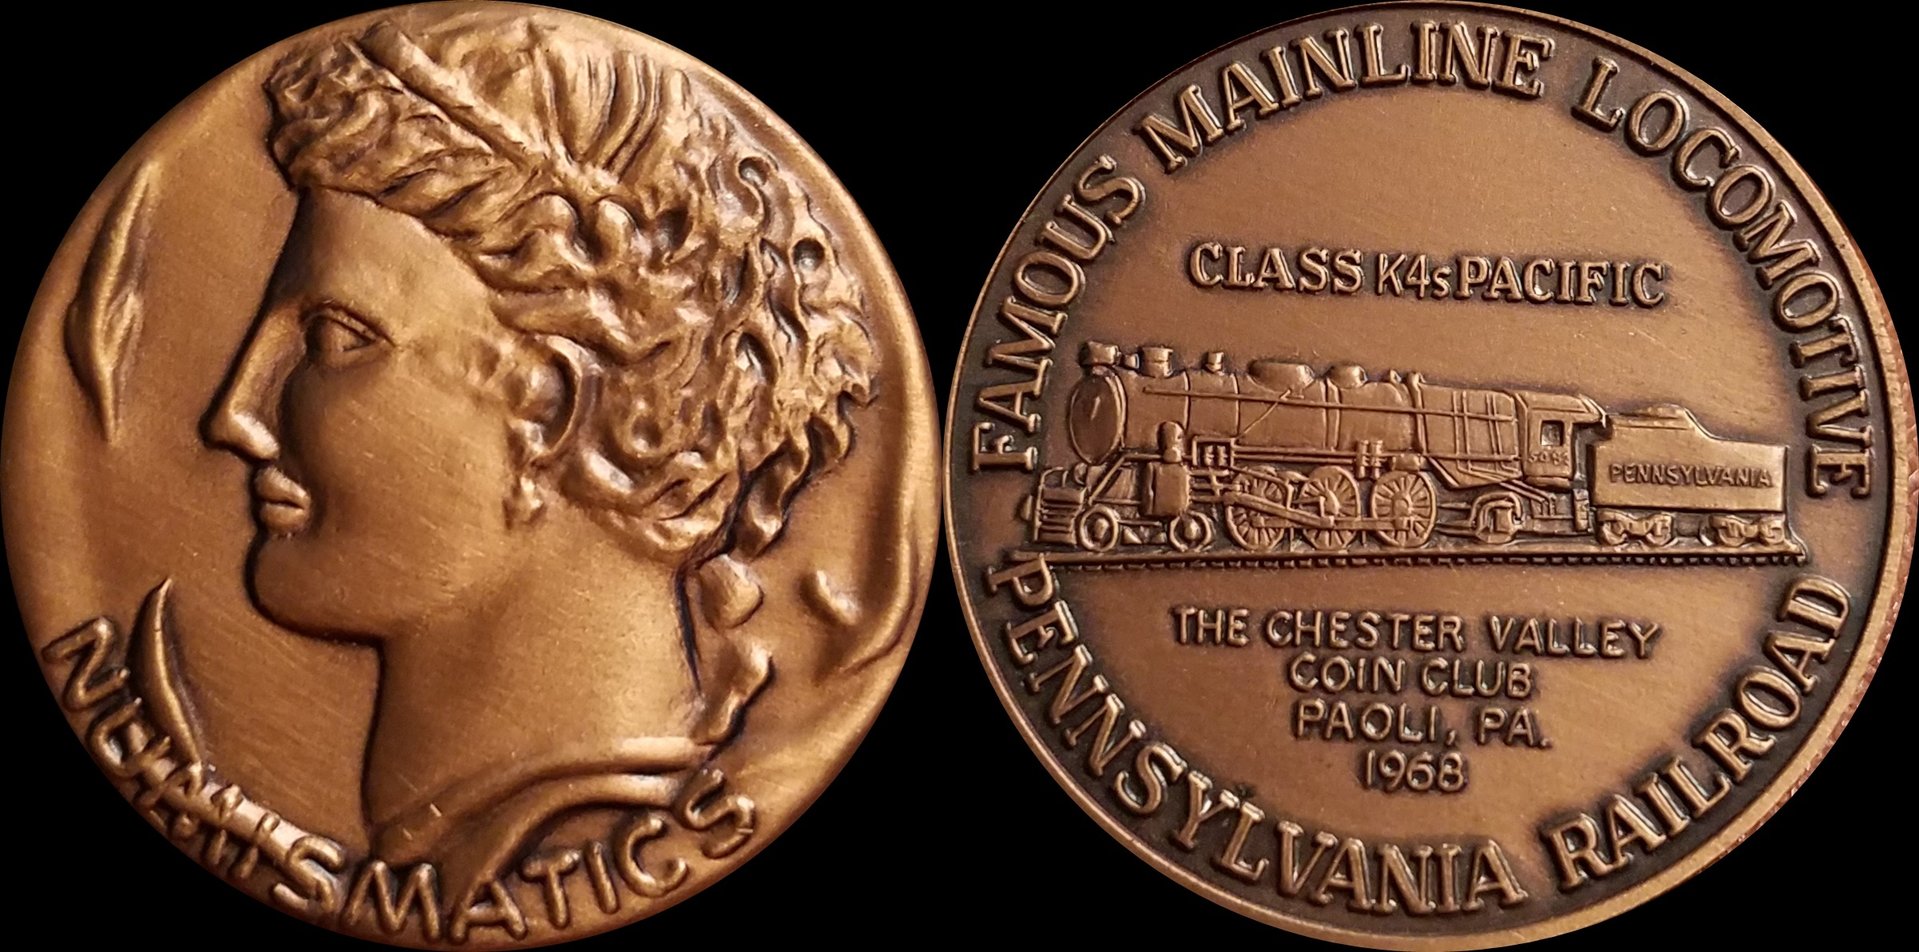 NUMISMATICS
FAMOUS MAINLINE LOCOMOTIVE
CLASS K4s PACIFIC
PENNSYLVANIA
THE CHESTER VALLEY
COIN CLUB
PAOLI, PA.
1968
PENNSYLVANIA RAILROAD